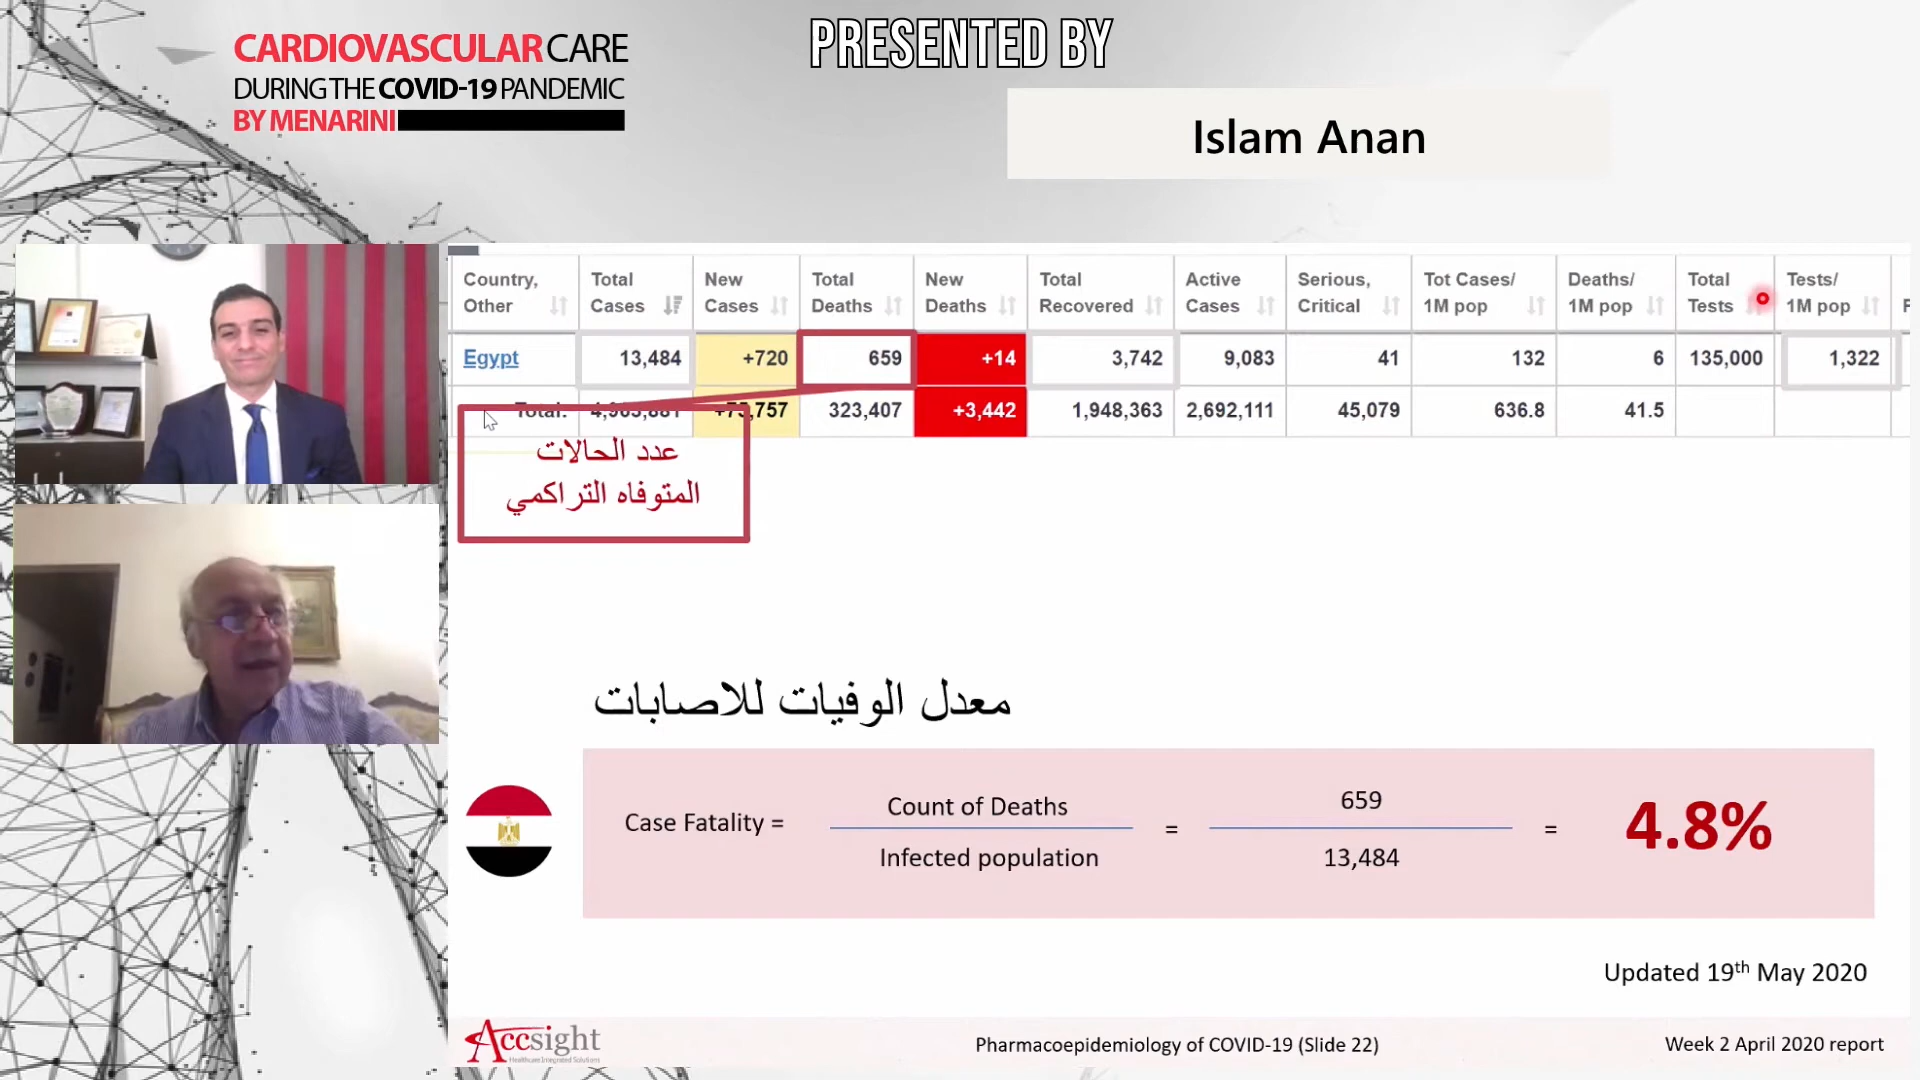 CARDIOVASCULAR CARE
DURING THE COVID-19 PANDEMIC
BY MENARINI
PRESENTED BY
Islam Anan
Country, Other Total Cases New Cases Total Deaths New Deaths Total Recovered Active Cases Serious, Critical Tot Cases/ 1M pop Deaths/ 1M pop Total Tests Tests/ 1M pop
Egypt 13,484 +720 659 +14 3,742 9,083 41 132 6 135,000 1,322
Total: 323,407 +3,442 1,948,363 2,692,111 45,079 636.8 41.5
عدد الحالات
المتوفاه التراكمي
معدل الوفيات للاصابات
Case Fatality = Count of Deaths = 659 = 4.8%
Infected population 13,484
Updated 19th May 2020
Accsight
Healthcare Integrated Solutions
Pharmacoepidemiology of COVID-19 (Slide 22)
Week 2 April 2020 report